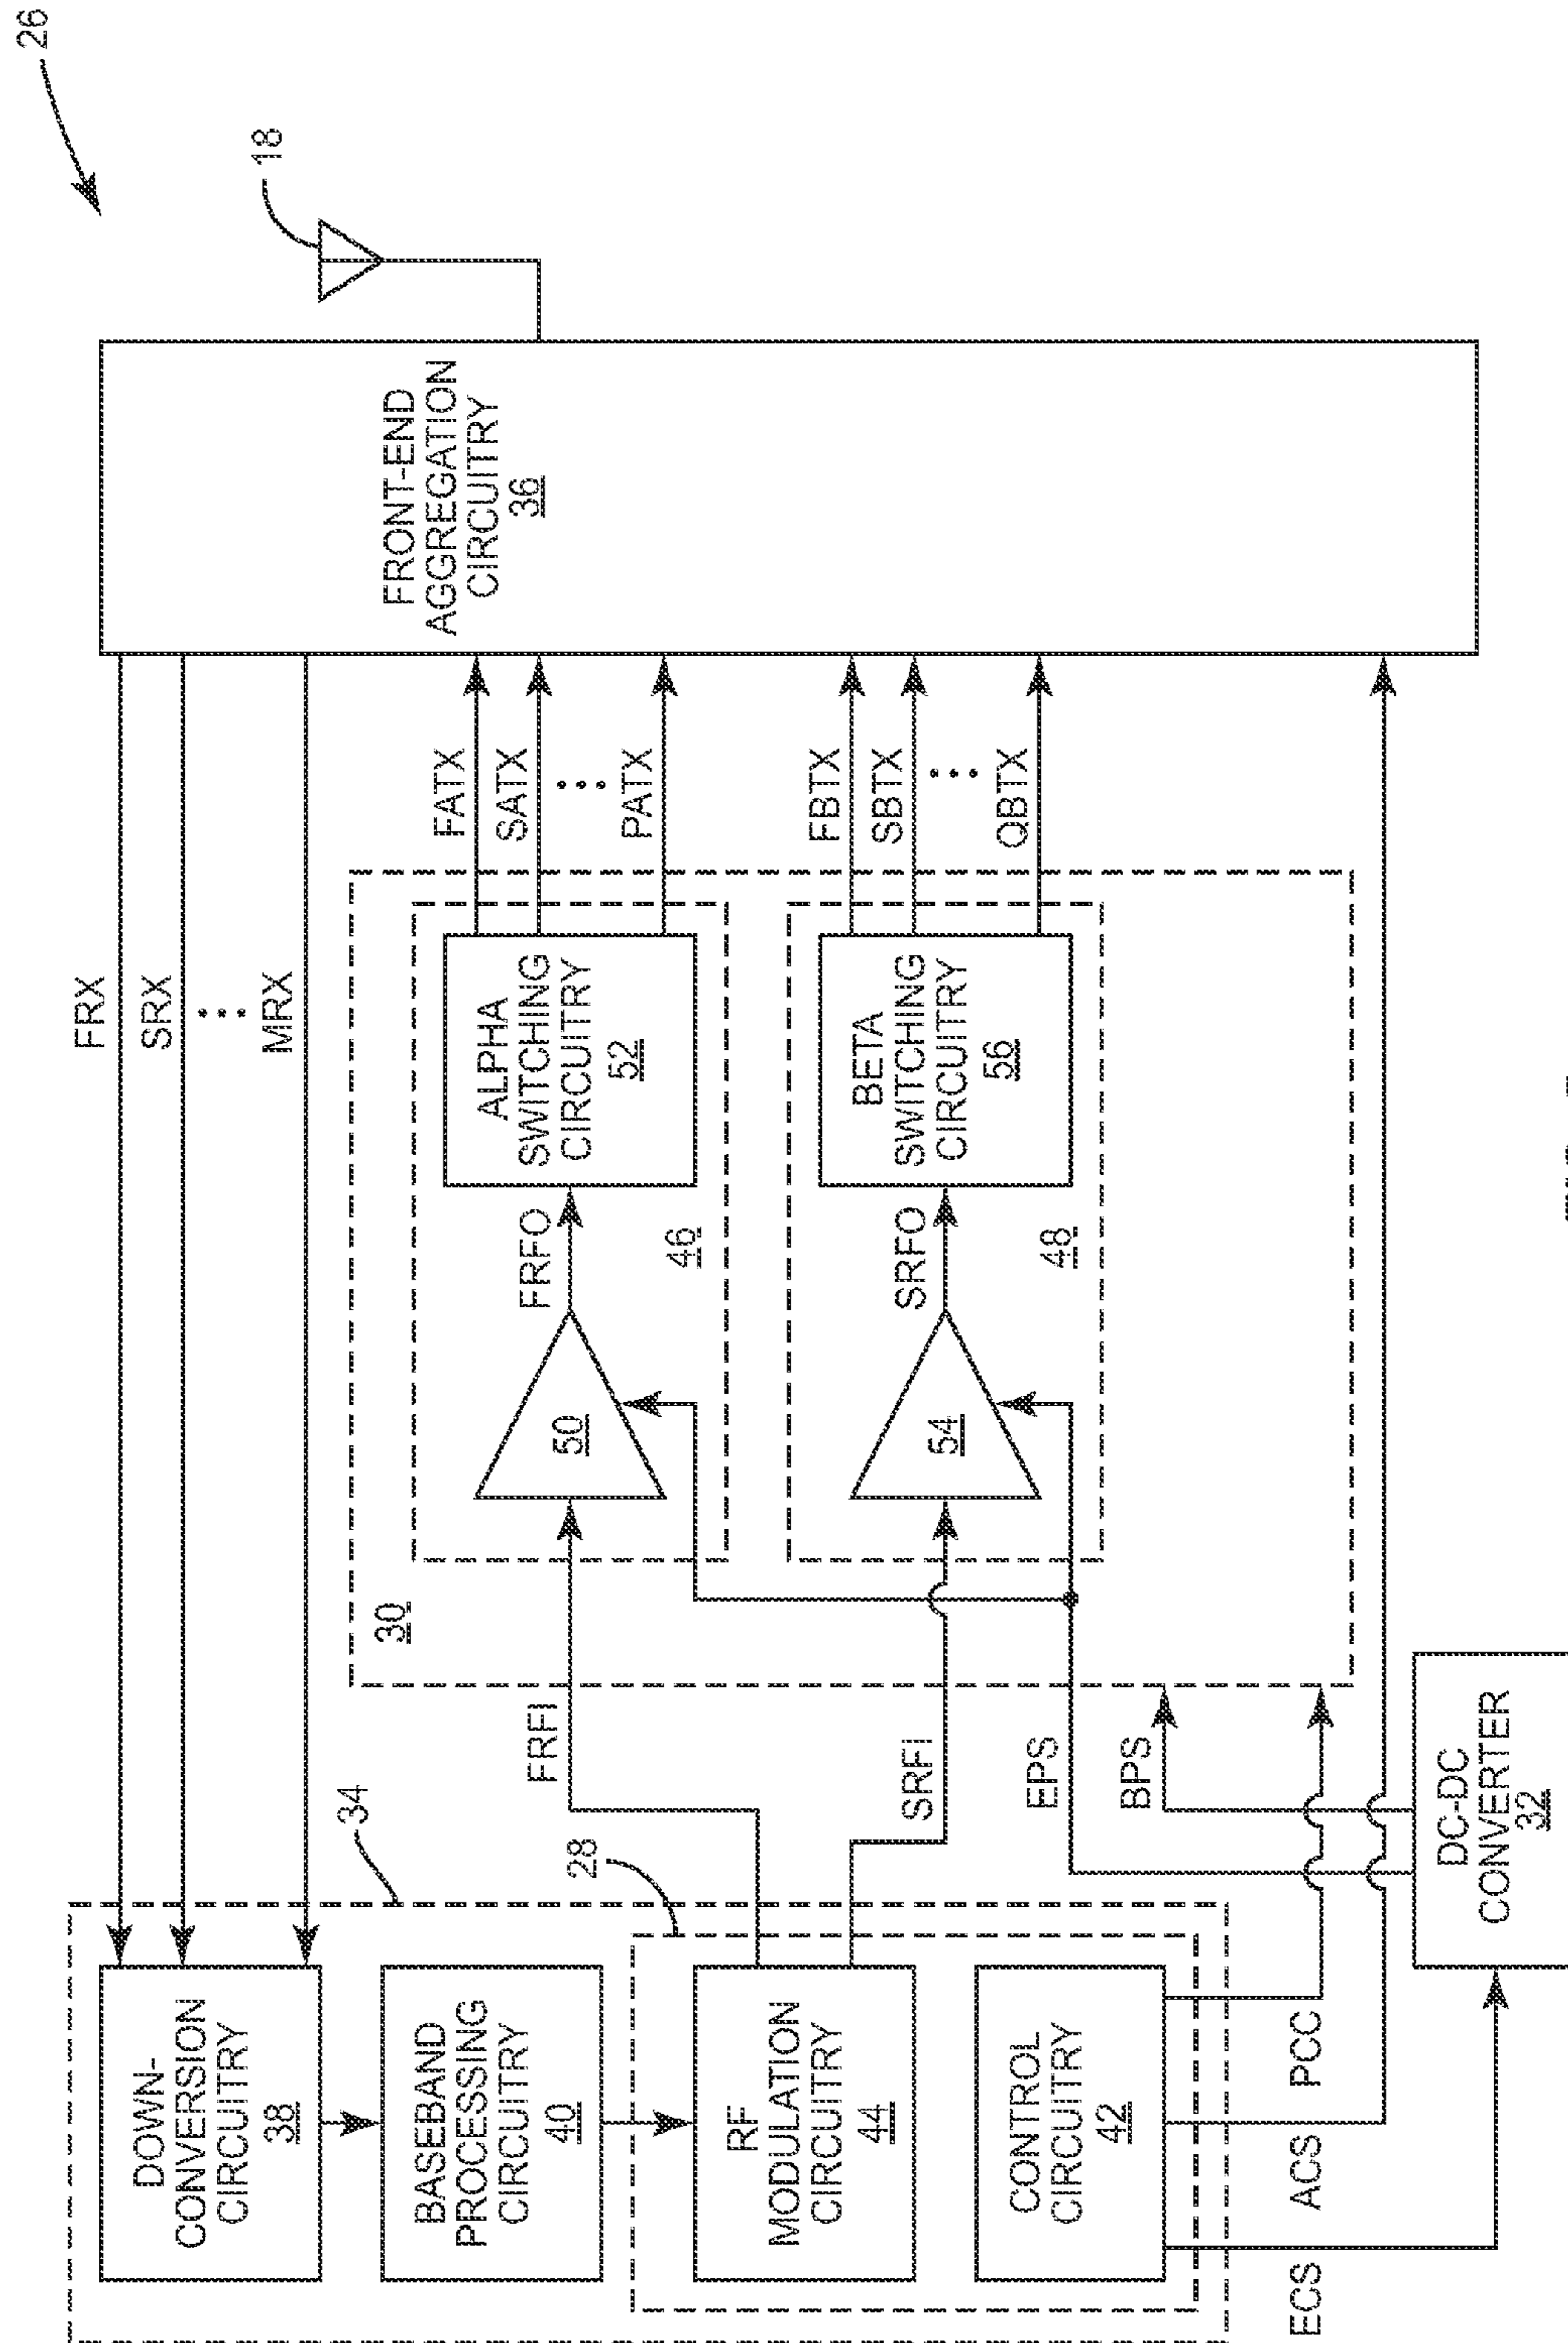 26
18
FRONT-END
AGGREGATION
CIRCUITRY
36
FRX
SRX
MRX
FATX
SATX
PATX
FBTX
SBTX
QBTX
ALPHA
SWITCHING
CIRCUITRY
52
BETA
SWITCHING
CIRCUITRY
56
FRFO
46
SRFO
48
50
54
30
FRFI
SRFI
EPS
BPS
34
28
DOWN-
CONVERSION
CIRCUITRY
38
BASEBAND
PROCESSING
CIRCUITRY
40
RF
MODULATION
CIRCUITRY
44
CONTROL
CIRCUITRY
42
PCC
ACS
ECS
DC-DC
CONVERTER
32